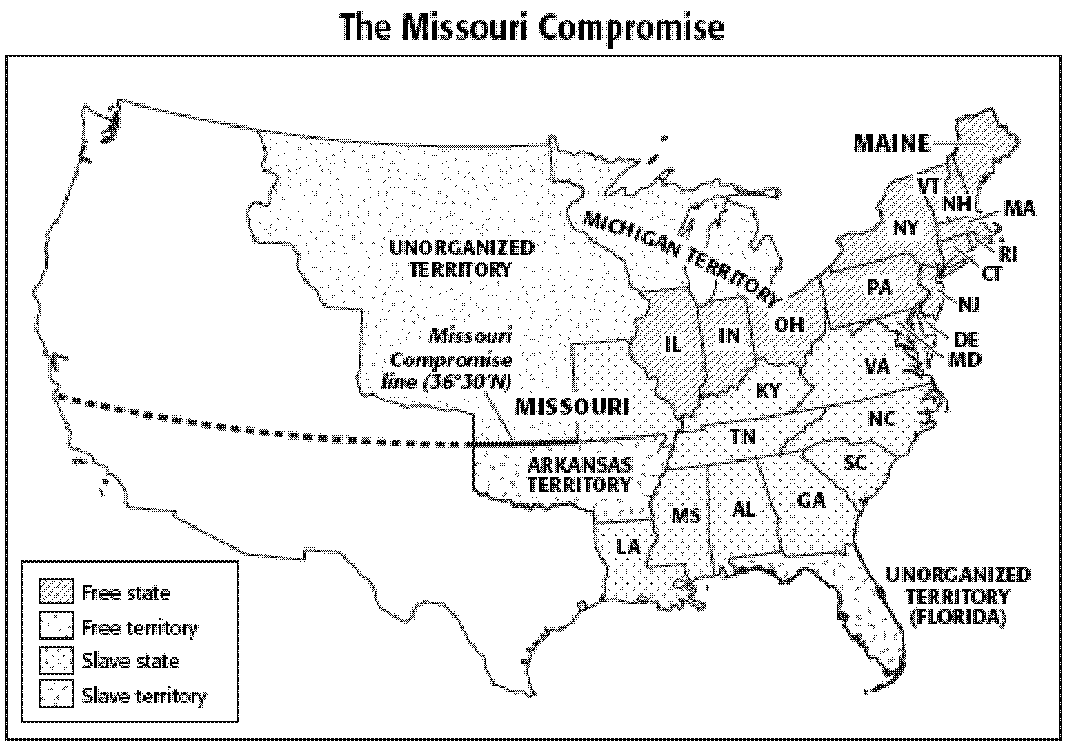 The Missouri Compromise
MAINE
VT
NH
MA
NY
RI
CT
MICHIGAN TERRITORY
UNORGANIZED
TERRITORY
PA
NJ
OH
IN
IL
DE
MD
Missouri
Compromise
line (36°30'N)
VA
KY
MISSOURI
NC
TN
ARKANSAS
TERRITORY
SC
MS
AL
GA
LA
UNORGANIZED
TERRITORY
(FLORIDA)
Free state
Free territory
Slave state
Slave territory